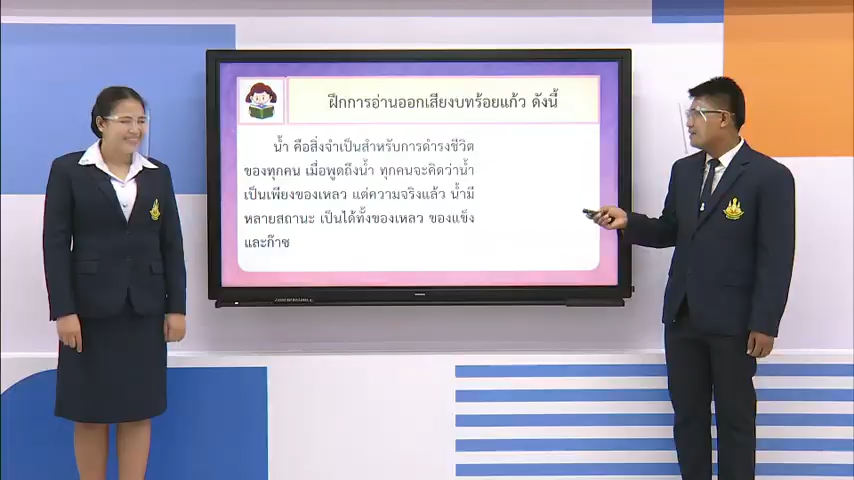 ฝึกการอ่านออกเสียงบทร้อยแก้ว ดังนี้
น้ำ คือสิ่งจำเป็นสำหรับการดำรงชีวิต
ของทุกคน เมื่อพูดถึงน้ำ ทุกคนจะคิดว่าน้ำ
เป็นเพียงของเหลว แต่ความจริงแล้ว น้ำมี
หลายสถานะ เป็นได้ทั้งของเหลว ของแข็ง
และก๊าซ